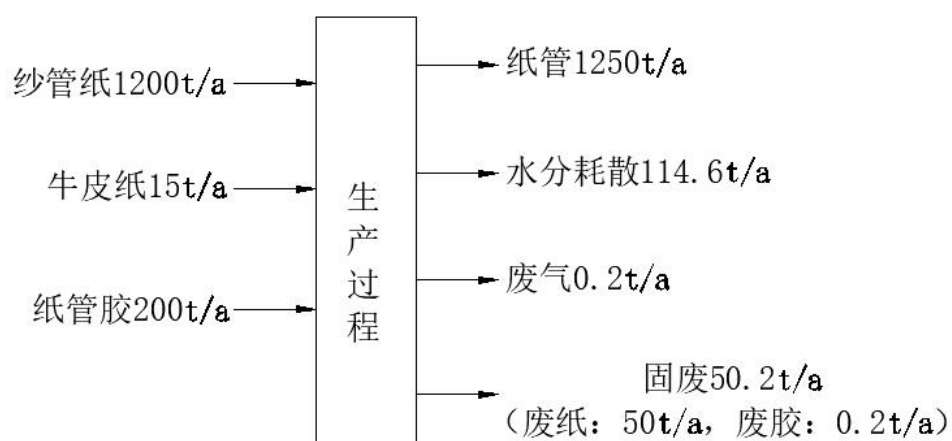 纱管纸1200t/a
牛皮纸15t/a
纸管胶200t/a
生产过程
纸管1250t/a
水分耗散114.6t/a
废气0.2t/a
固废50.2t/a
（废纸：50t/a，废胶：0.2t/a）